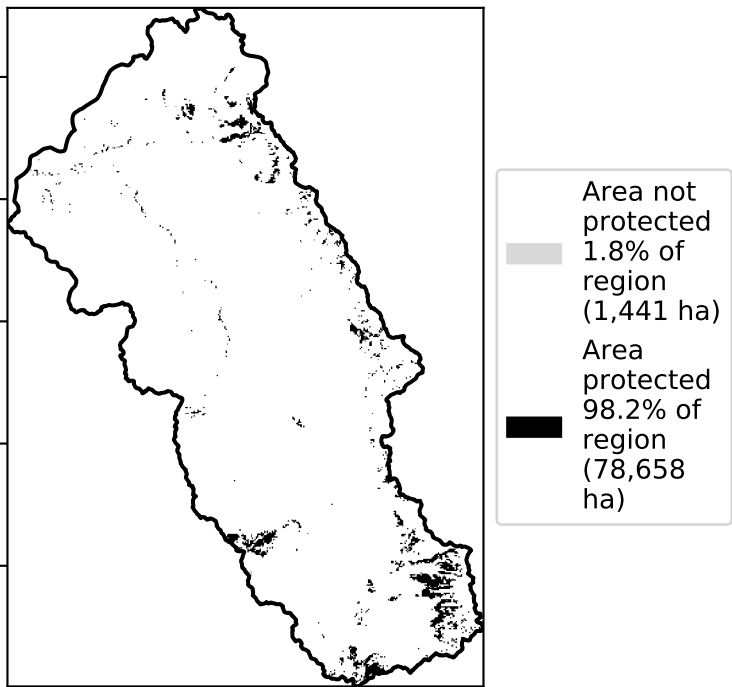 Area not
protected
1.8% of
region
(1,441 ha)
Area
protected
98.2% of
region
(78,658
ha)